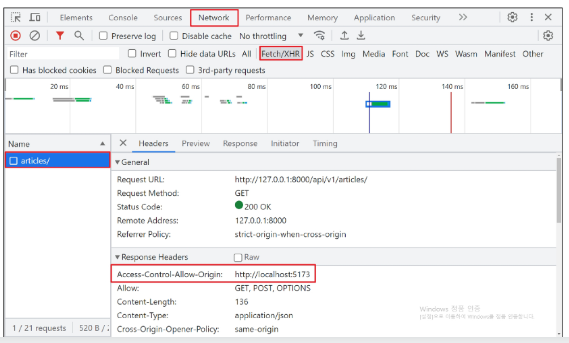 Elements Console Sources Network Performance Memory Application Security >>
Preserve log Disable cache No throttling
Filter Invert Hide data URLs All Fetch/XHR JS CSS Img Media Font Doc WS Wasm Manifest Other
Has blocked cookies Blocked Requests 3rd-party requests
20 ms 40 ms 60 ms 80 ms 100 ms 120 ms 140 ms 160 ms
Name
articles/
Headers Preview Response Initiator Timing
General
Request URL: http://127.0.0.1:8000/api/v1/articles/
Request Method: GET
Status Code: 200 OK
Remote Address: 127.0.0.1:8000
Referrer Policy: strict-origin-when-cross-origin
Response Headers Raw
Access-Control-Allow-Origin: http://localhost:5173
Allow: GET, POST, OPTIONS
Content-Length: 136
Content-Type: application/json
Cross-Origin-Opener-Policy: same-origin
Windows 정품 인증
1 / 21 requests 520 B /